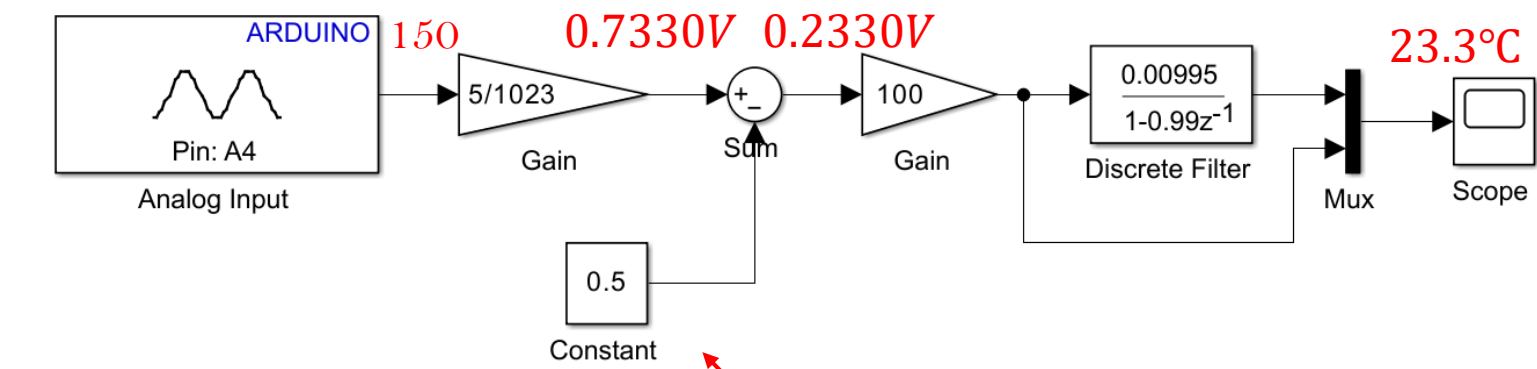 ARDUINO
Pin: A4
Analog Input
150
5/1023
Gain
0.7330V
+
_
Sum
0.2330V
0.5
Constant
100
Gain
0.00995
1-0.99z-1
Discrete Filter
Mux
23.3°C
Scope